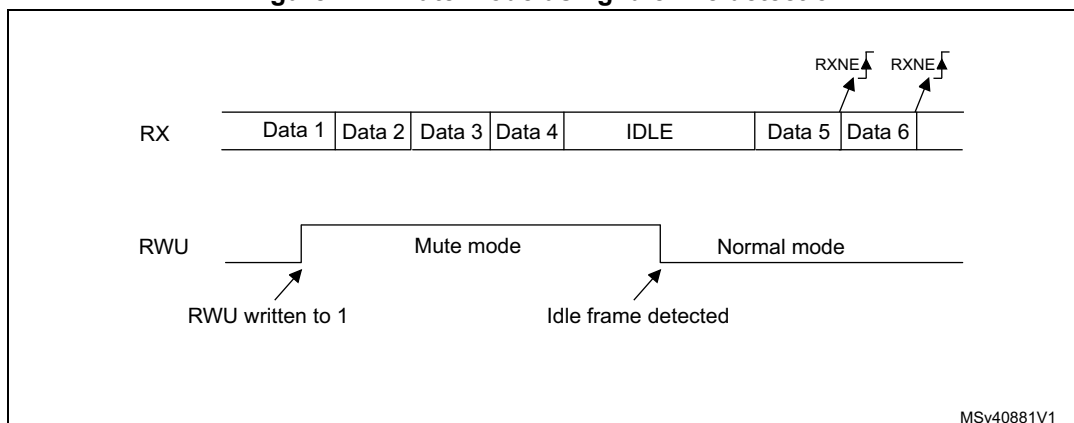 RXNE RXNE
RX Data 1 Data 2 Data 3 Data 4 IDLE Data 5 Data 6
RWU Mute mode Normal mode
RWU written to 1 Idle frame detected
MSv40881V1